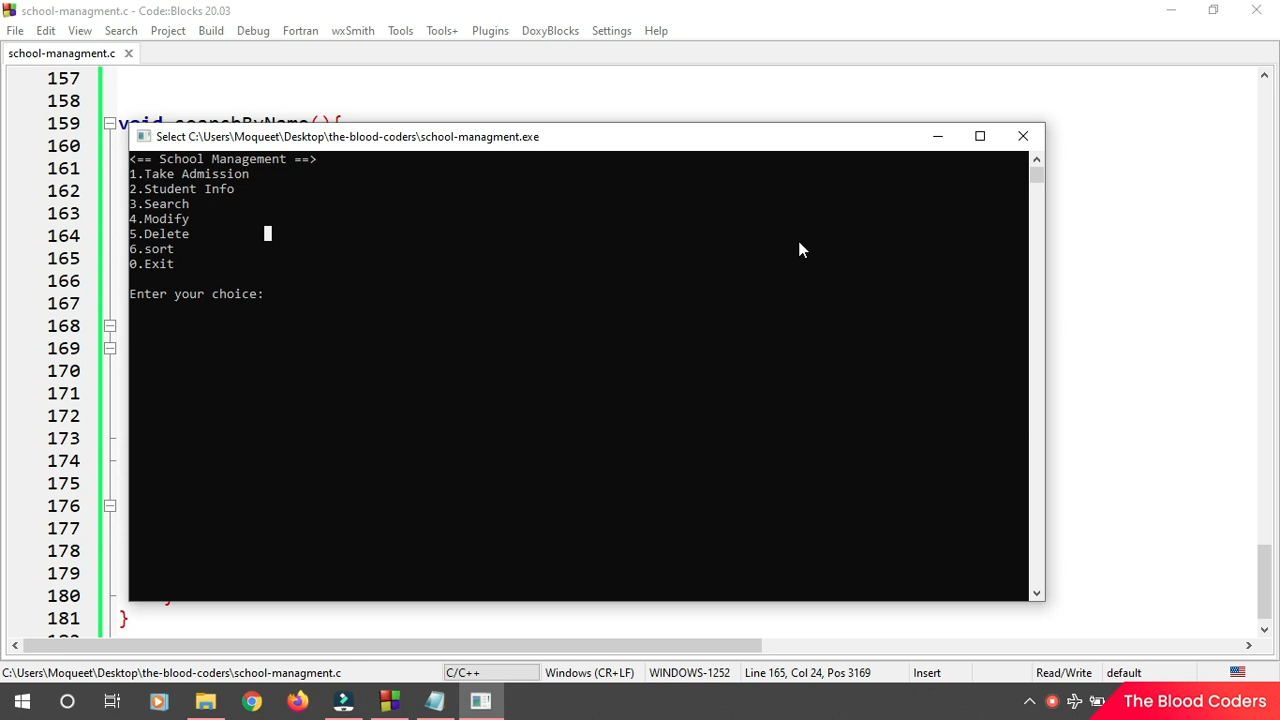 school-managment.c - Code::Blocks 20.03
File Edit View Search Project Build Debug Fortran wxSmith Tools Tools+ Plugins DoxyBlocks Settings Help
school-managment.c
157
158
159 void searchByName(){
Select C:\Users\Moqueet\Desktop\the-blood-coders\school-managment.exe
160
<== School Management ==>
161
1.Take Admission
162
2.Student Info
163
3.Search
4.Modify
164
5.Delete
165
6.sort
0.Exit
166
Enter your choice:
167
168
169
170
171
172
173
174
175
176
177
178
179
180
181 }
C:\Users\Moqueet\Desktop\the-blood-coders\school-managment.c C/C++ Windows (CR+LF) WINDOWS-1252 Line 165, Col 24, Pos 3169 Insert Read/Write default
The Blood Coders